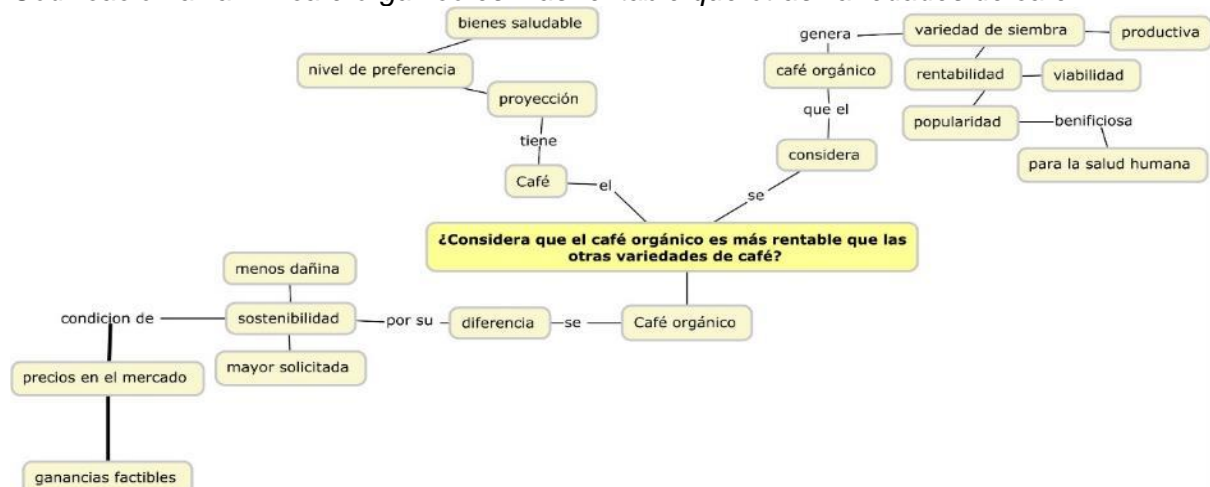 bienes saludable
nivel de preferencia
proyección
tiene
Café
el
genera
variedad de siembra
productiva
café orgánico
rentabilidad
viabilidad
que el
popularidad
benificiosa
considera
para la salud humana
se
¿Considera que el café orgánico es más rentable que las
otras variedades de café?
menos dañina
condicion de
sostenibilidad
por su
diferencia
se
Café orgánico
mayor solicitada
precios en el mercado
ganancias factibles